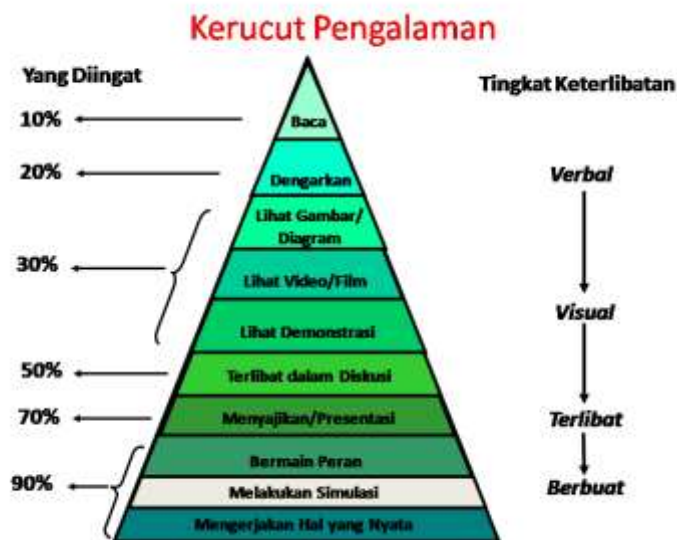 Kerucut Pengalaman
Yang Diingat
Tingkat Keterlibatan
10%
Baca
20%
Dengarkan
Verbal
Lihat Gambar/
Diagram
30%
Lihat Video/Film
Visual
Lihat Demonstrasi
50%
Terlibat dalam Diskusi
70%
Menyajikan/Presentasi
Terlibat
Bermain Peran
90%
Melakukan Simulasi
Berbuat
Mengerjakan Hal yang Nyata